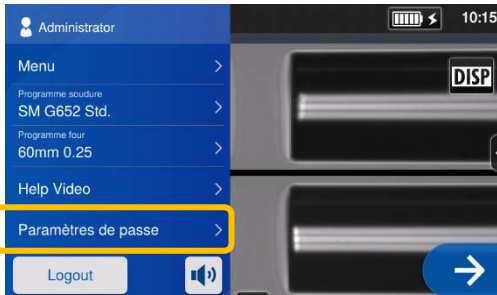 Administrator
10:15
Menu
DISP
Programme soudure
SM G652 Std.
Programme four
60mm 0.25
Help Video
Paramètres de passe
Logout